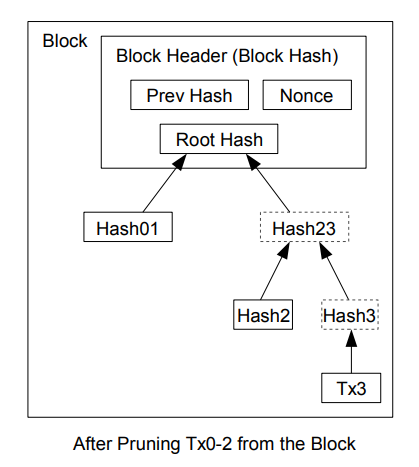 Block
Block Header (Block Hash)
Prev Hash
Nonce
Root Hash
Hash01
Hash23
Hash2
Hash3
Tx3
After Pruning Tx0-2 from the Block